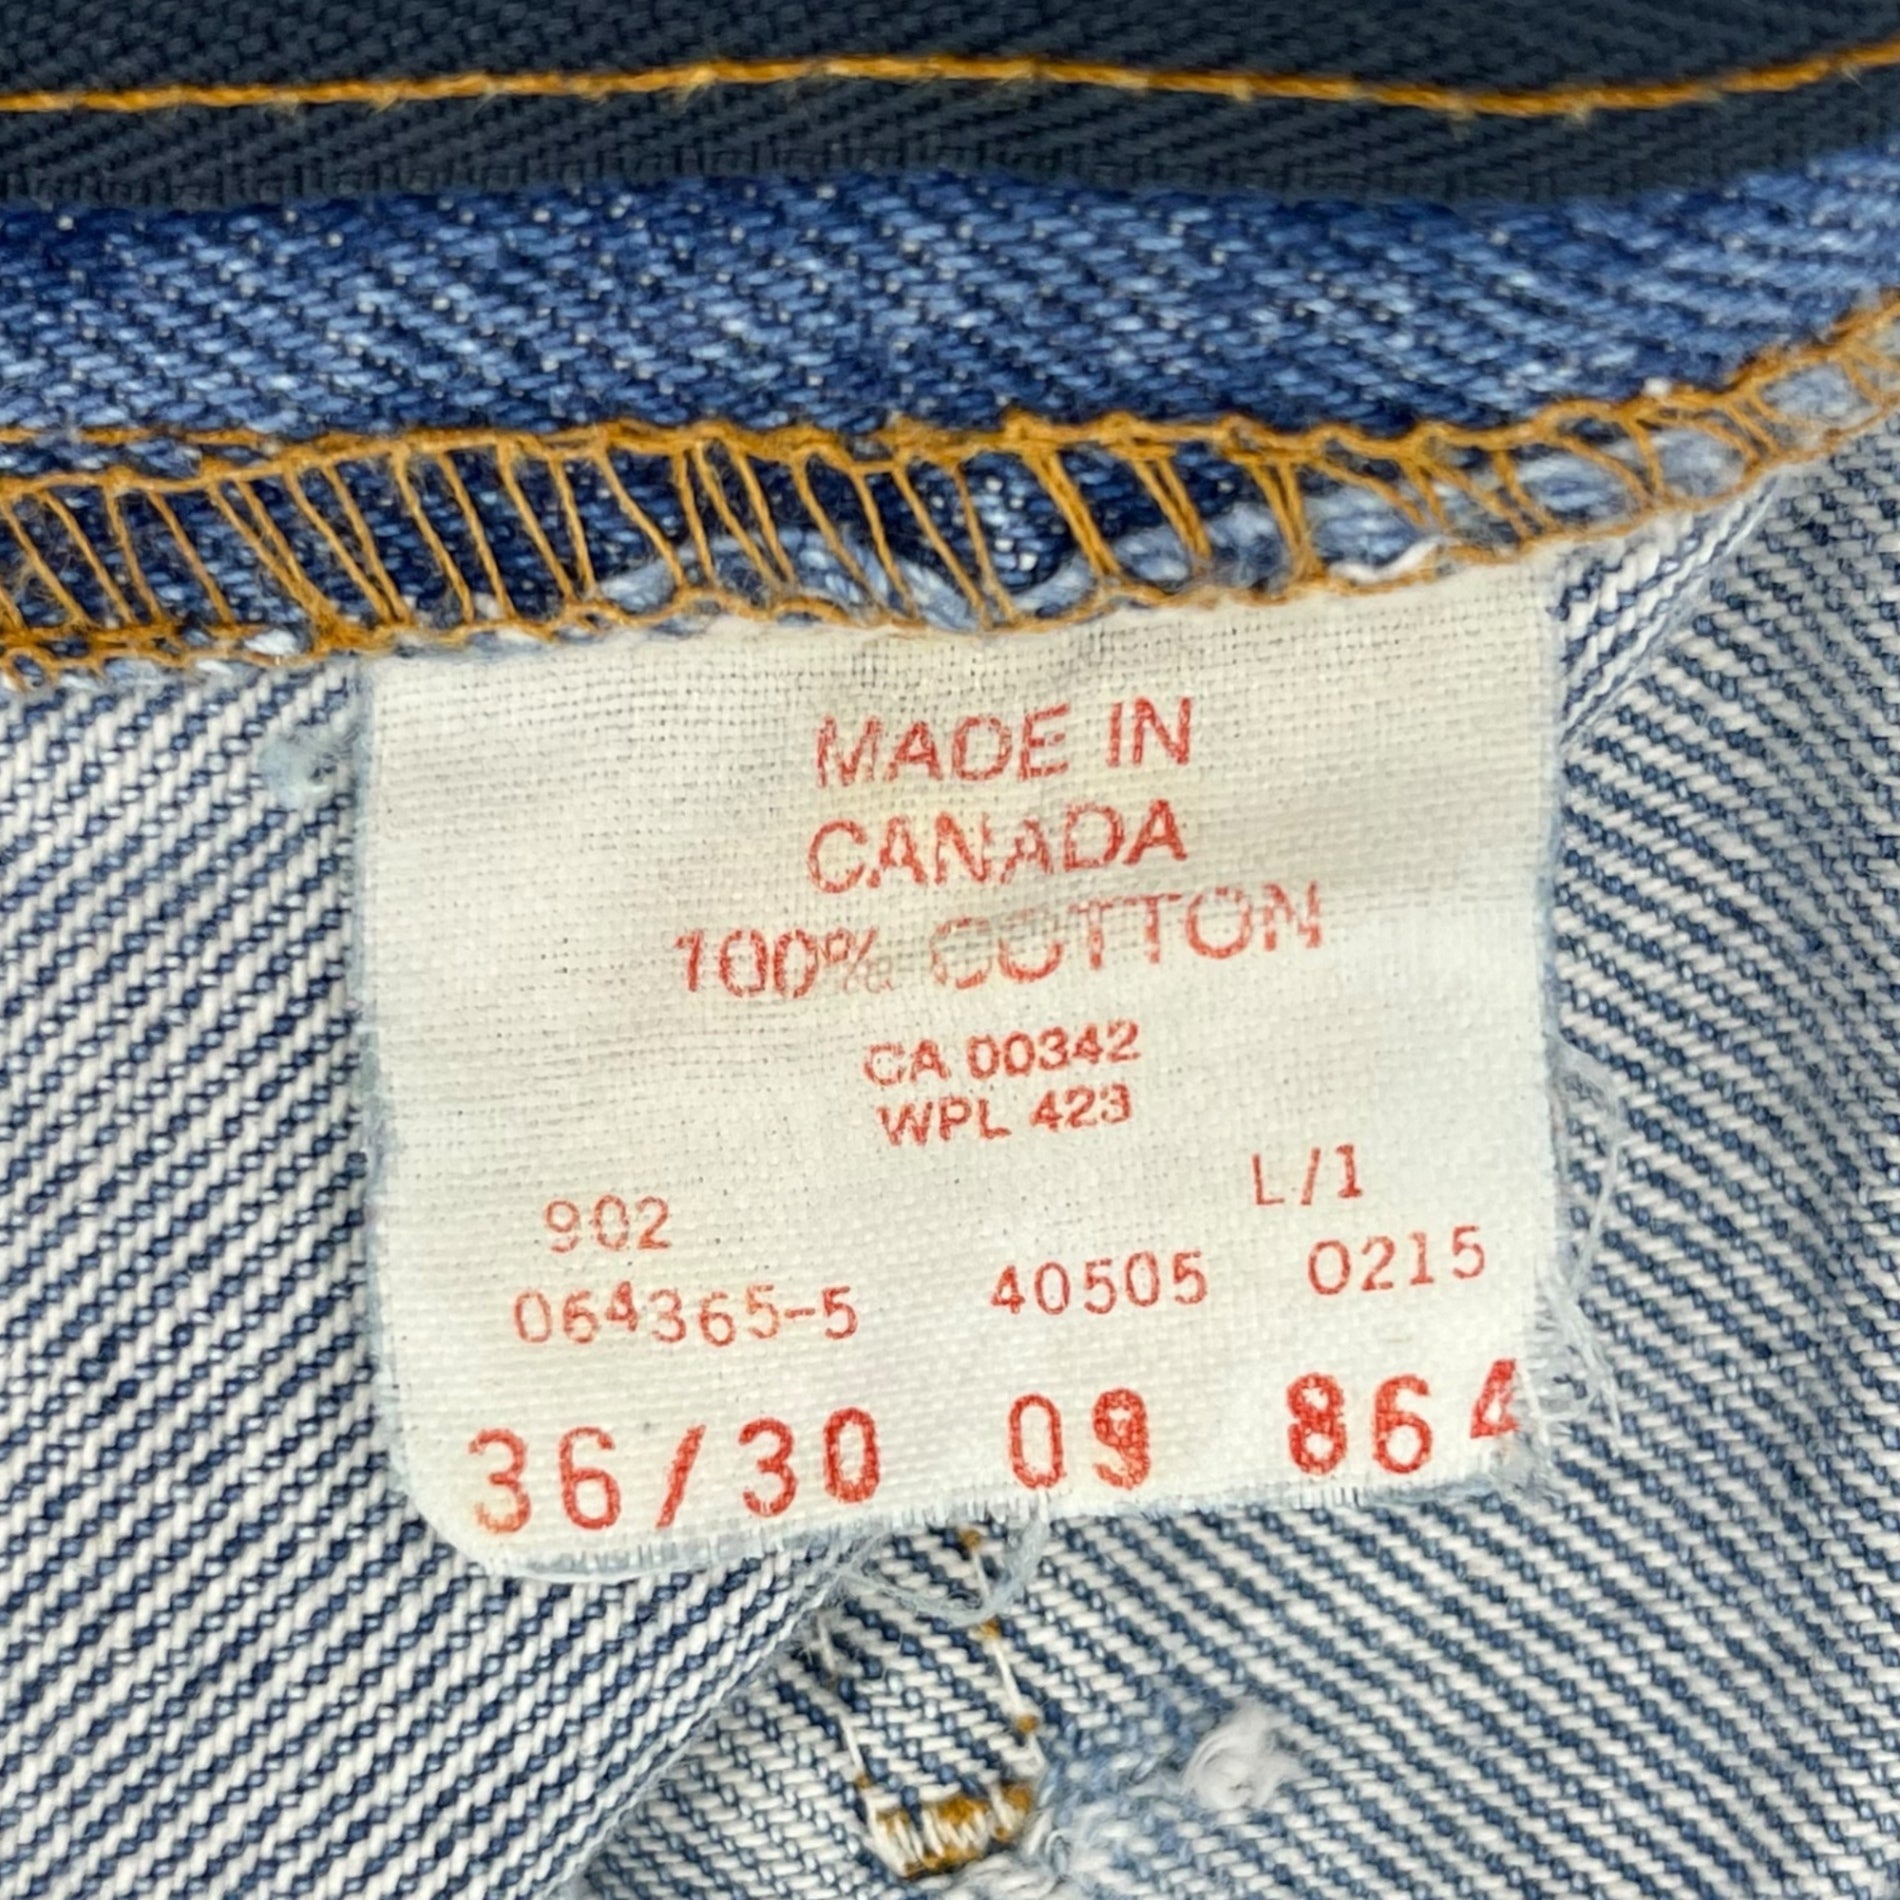 MADE IN
CANADA
100% COTTON
CA 00342
WPL 423
L/1
902
064365-5 40505 0215
36/30 09 864